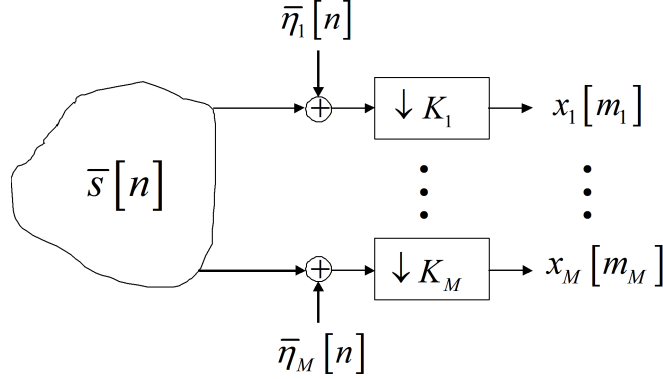 η̄₁[n]
s̄[n]
+ ↓ K₁ x₁[m₁]
⋮ ⋮
+ ↓ K_M x_M[m_M]
η̄_M[n]